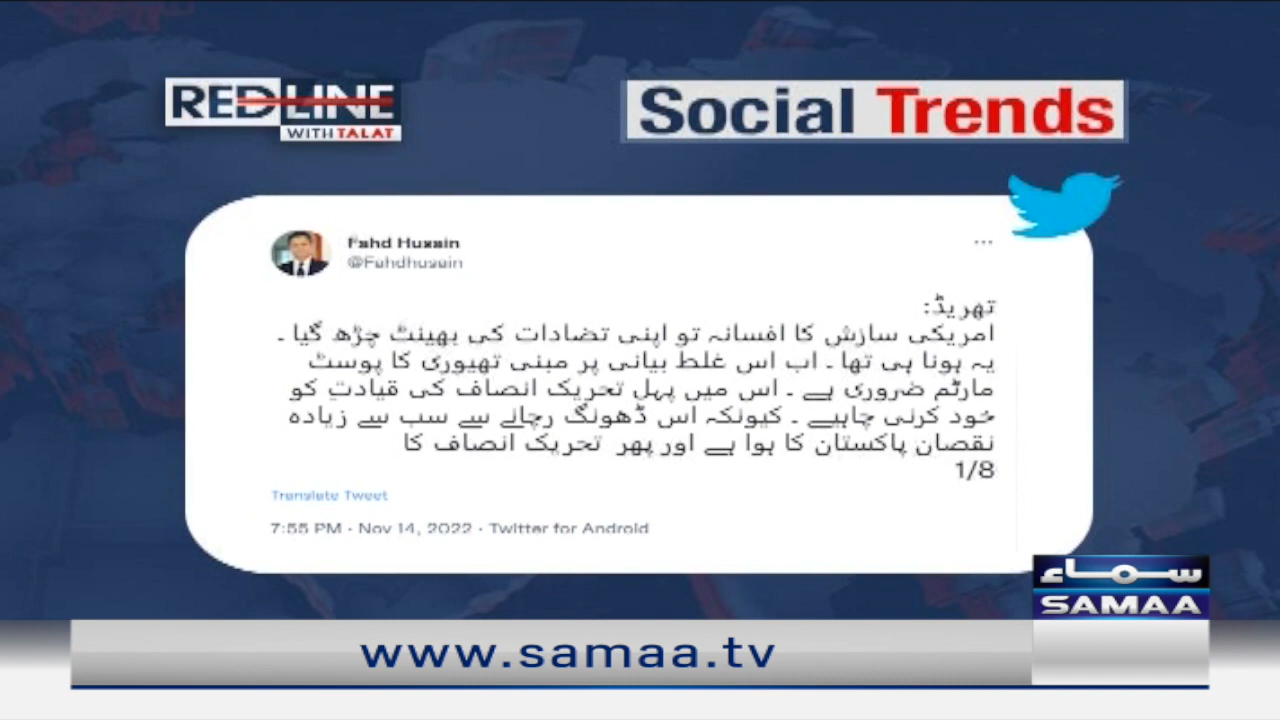 REDLINE
WITH TALAT
Social Trends
Fahd Husain
@Fahdhusain
تھریڈ:
امریکی سازش کا افسانہ تو اپنی تضادات کی بھینٹ چڑھ گیا ۔
یہ ہونا ہی تھا ۔ اب اس غلط بیانی پر مبنی تھیوری کا پوسٹ
مارٹم ضروری ہے ۔ اس میں پہل تحریک انصاف کی قیادت کو
خود کرنی چاہیے ۔ کیونکہ اس ڈھونگ رچانے سے سب سے زیادہ
نقصان پاکستان کا ہوا ہے اور پھر تحریک انصاف کا
1/8
Translate Tweet
7:55 PM · Nov 14, 2022 · Twitter for Android
سماء
SAMAA
www.samaa.tv